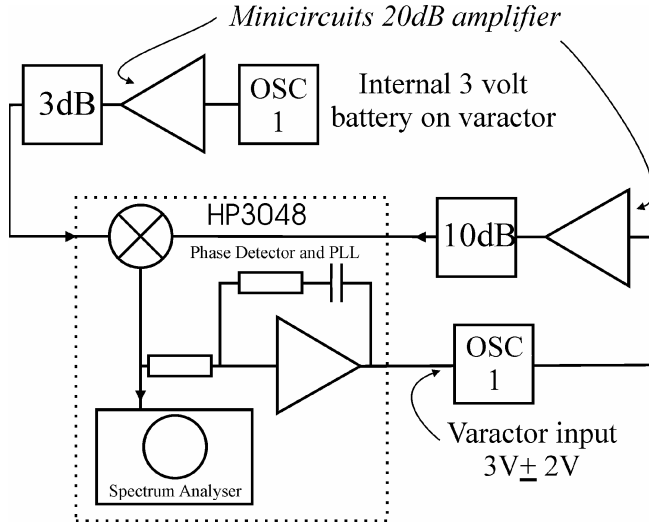 Minicircuits 20dB amplifier
3dB
OSC
1
Internal 3 volt
battery on varactor
HP3048
10dB
Phase Detector and PLL
OSC
1
Varactor input
3V± 2V
Spectrum Analyser